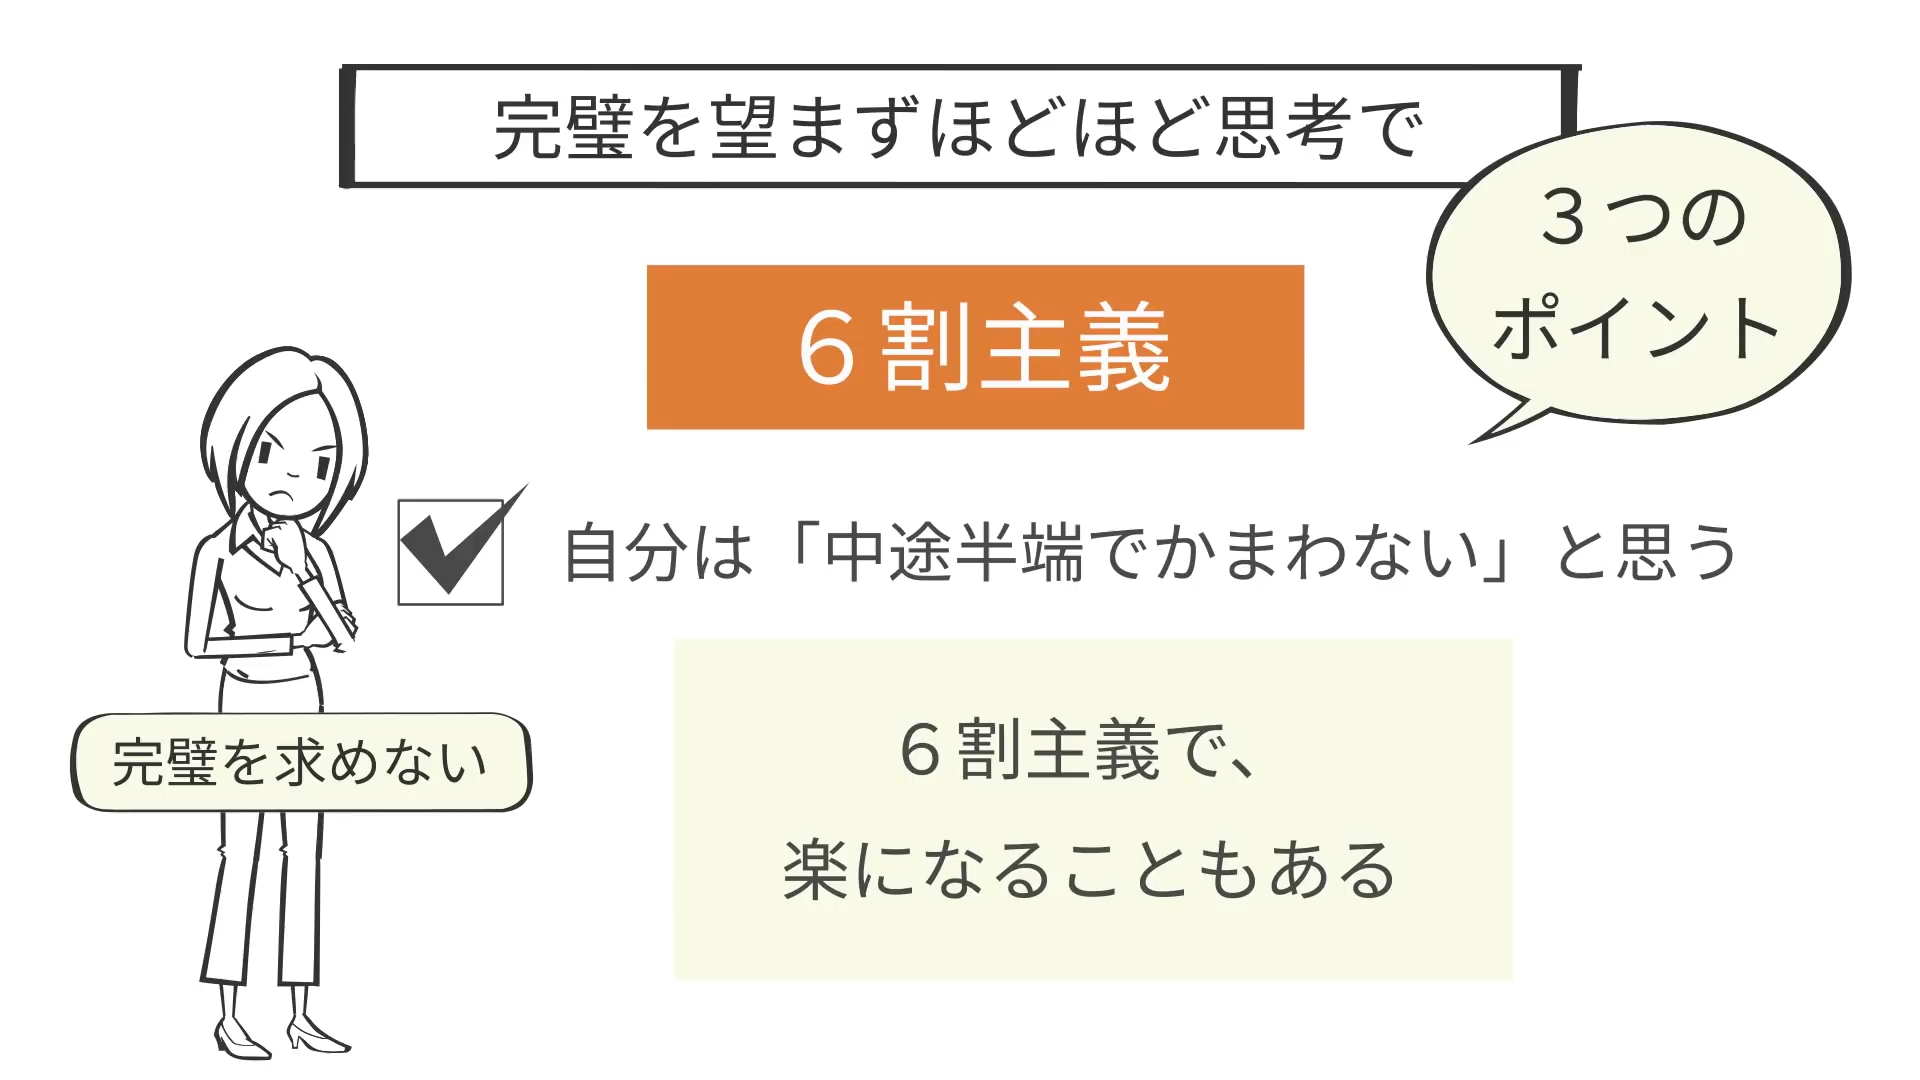 完璧を望まずほどほど思考で
３つの
ポイント
６割主義
自分は「中途半端でかまわない」と思う
完璧を求めない
６割主義で、
楽になることもある